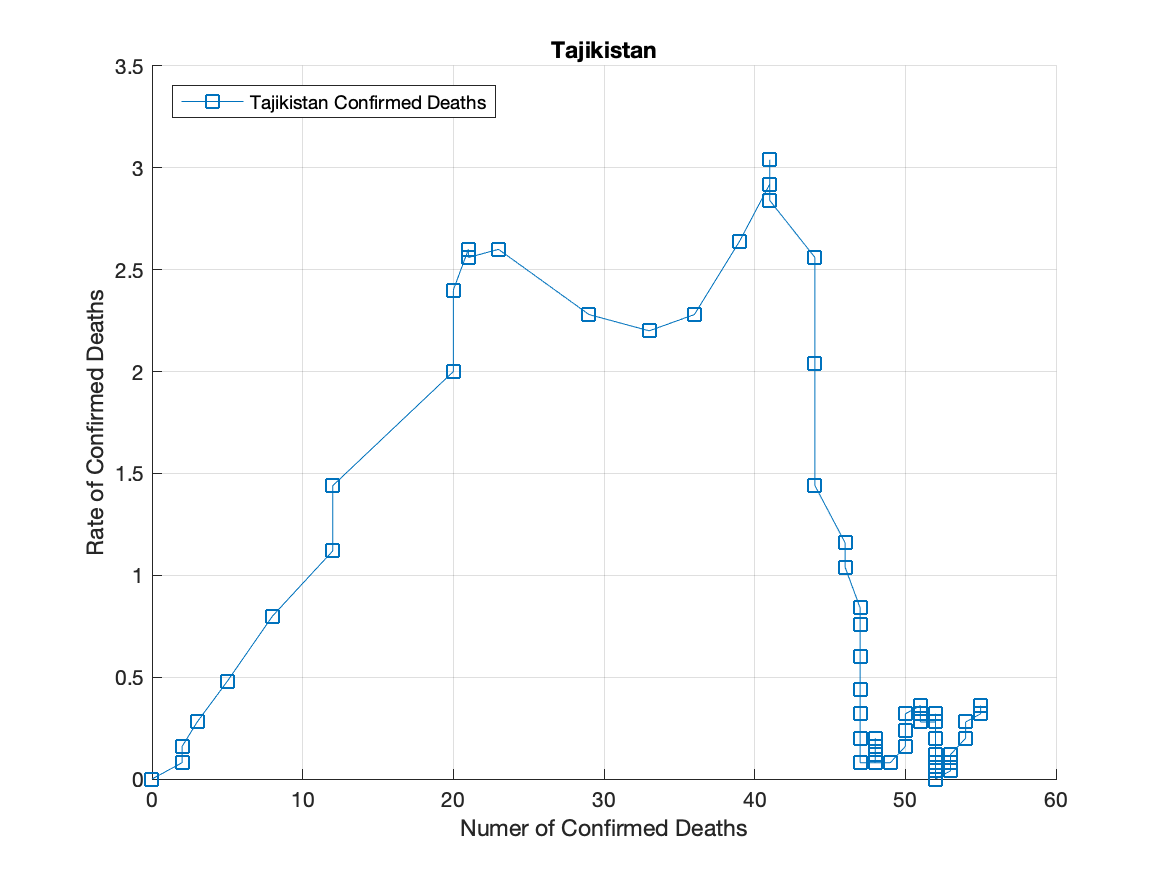 Tajikistan
Tajikistan Confirmed Deaths
3.5
3
2.5
2
1.5
1
0.5
0
Rate of Confirmed Deaths
0 10 20 30 40 50 60
Numer of Confirmed Deaths